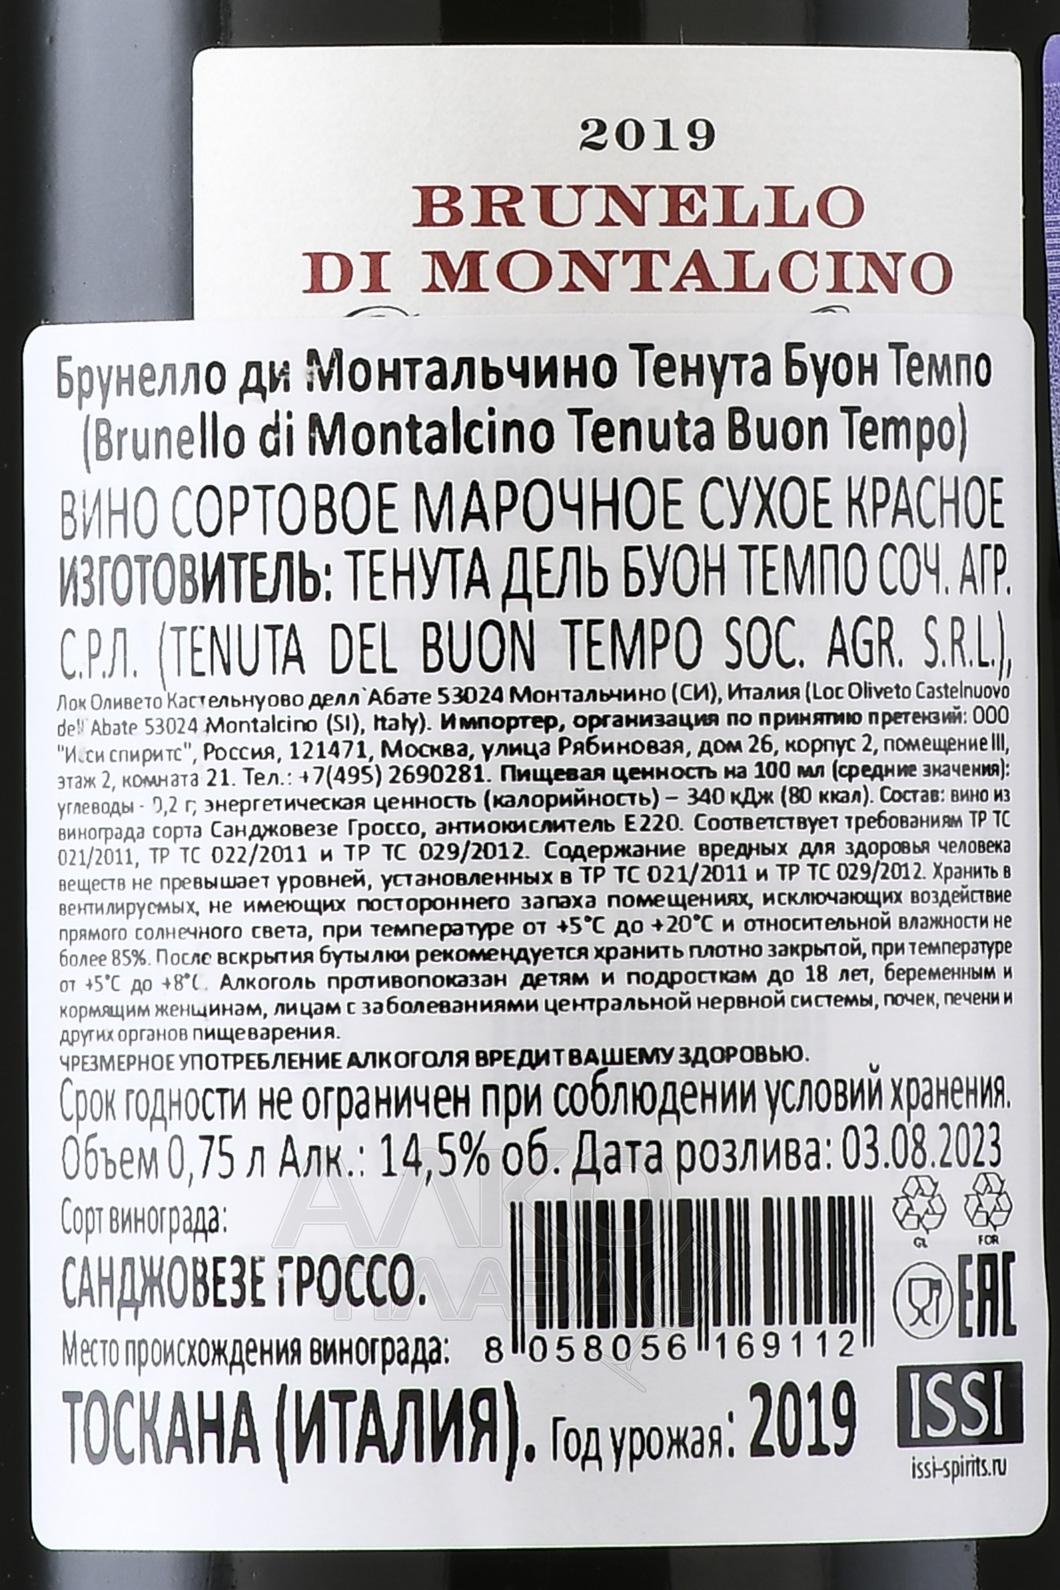 2019
BRUNELLO
DI MONTALCINO
Брунелло ди Монтальчино Тенута Буон Темпо
(Brunello di Montalcino Tenuta Buon Tempo)
ВИНО СОРТОВОЕ МАРОЧНОЕ СУХОЕ КРАСНОЕ
ИЗГОТОВИТЕЛЬ: ТЕНУТА ДЕЛЬ БУОН ТЕМПО СОЧ. АГР.
С.Р.Л. (TENUTA DEL BUON TEMPO SOC. AGR. S.R.L.),
Лок Оливето Кастельнуово делл`Абате 53024 Монтальчино (СИ), Италия (Loc Oliveto Castelnuovo
dell Abate 53024 Montalcino (SI), Italy). Импортер, организация по принятию претензий: ООО
"Исси спиритс", Россия, 121471, Москва, улица Рябиновая, дом 26, корпус 2, помещение III,
этаж 2, комната 21. Тел.: +7(495) 2690281. Пищевая ценность на 100 мл (средние значения):
углеводы - 0,2 г; энергетическая ценность (калорийность) – 340 кДж (80 ккал). Состав: вино из
винограда сорта Санджовезе Гроссо, антиокислитель Е220. Соответствует требованиям ТР ТС
021/2011, ТР ТС 022/2011 и ТР ТС 029/2012. Содержание вредных для здоровья человека
веществ не превышает уровней, установленных в ТР ТС 021/2011 и ТР ТС 029/2012. Хранить в
вентилируемых, не имеющих постороннего запаха помещениях, исключающих воздействие
прямого солнечного света, при температуре от +5°С до +20°С и относительной влажности не
более 85%. После вскрытия бутылки рекомендуется хранить плотно закрытой, при температуре
от +5°С до +8°С. Алкоголь противопоказан детям и подросткам до 18 лет, беременным и
кормящим женщинам, лицам с заболеваниями центральной нервной системы, почек, печени и
других органов пищеварения.
ЧРЕЗМЕРНОЕ УПОТРЕБЛЕНИЕ АЛКОГОЛЯ ВРЕДИТ ВАШЕМУ ЗДОРОВЬЮ.
Срок годности не ограничен при соблюдении условий хранения.
Объем 0,75 л Алк.: 14,5% об. Дата розлива: 03.08.2023
Сорт винограда:
САНДЖОВЕЗЕ ГРОССО.
GL FOR
EAC
Место происхождения винограда:
8 058056 169112
ТОСКАНА (ИТАЛИЯ). Год урожая: 2019
ISSI
issi-spirits.ru
АЛКО
ПЛАВДА